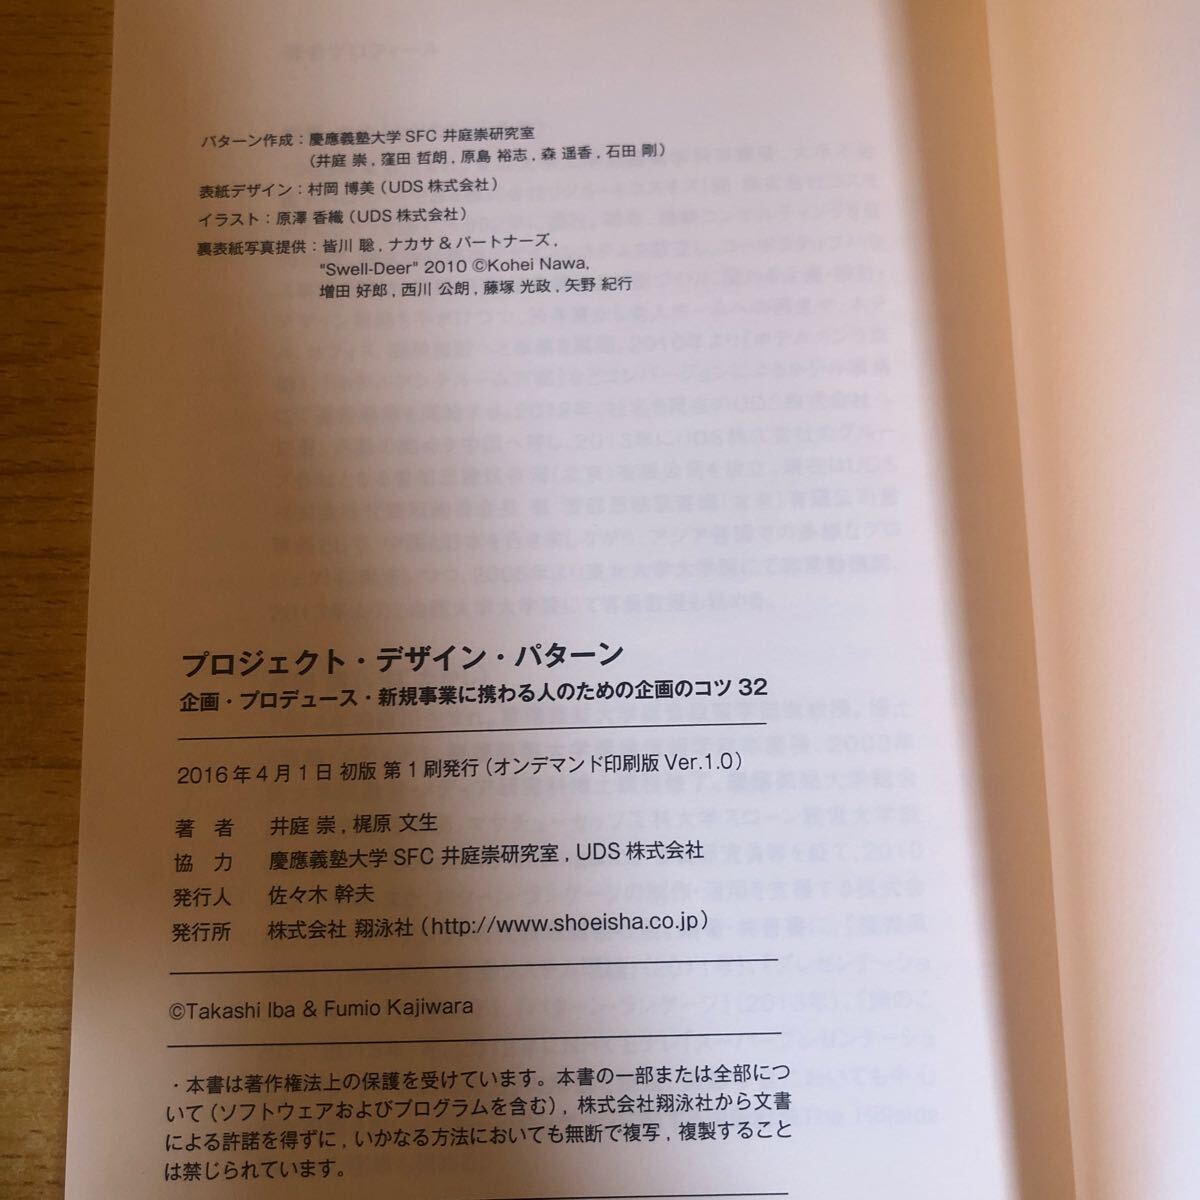 パターン作成：慶應義塾大学 SFC 井庭崇研究室
（井庭 崇，窪田 哲朗，原島 裕志，森 遥香，石田 剛）
表紙デザイン：村岡 博美（UDS 株式会社）
イラスト：原澤 香織（UDS 株式会社）
裏表紙写真提供：皆川 聡，ナカサ & パートナーズ，
"Swell-Deer" 2010 ©Kohei Nawa,
増田 好郎，西川 公朗，藤塚 光政，矢野 紀行
プロジェクト・デザイン・パターン
企画・プロデュース・新規事業に携わる人のための企画のコツ 32
2016 年 4 月 1 日 初版 第 1 刷発行（オンデマンド印刷版 Ver.1.0）
著　者　井庭 崇，梶原 文生
協　力　慶應義塾大学 SFC 井庭崇研究室，UDS 株式会社
発行人　佐々木 幹夫
発行所　株式会社 翔泳社（http://www.shoeisha.co.jp）
©Takashi Iba & Fumio Kajiwara
・本書は著作権法上の保護を受けています。本書の一部または全部につ
いて（ソフトウェアおよびプログラムを含む），株式会社翔泳社から文書
による許諾を得ずに，いかなる方法においても無断で複写，複製すること
は禁じられています。